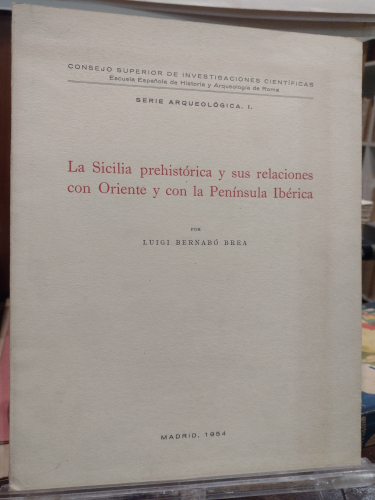 CONSEJO SUPERIOR DE INVESTIGACIONES CIENTÍFICAS
Escuela Española de Historia y Arqueología de Roma
SERIE ARQUEOLÓGICA. I.
La Sicilia prehistórica y sus relaciones
con Oriente y con la Península Ibérica
POR
LUIGI BERNABÓ BREA
MADRID, 1954